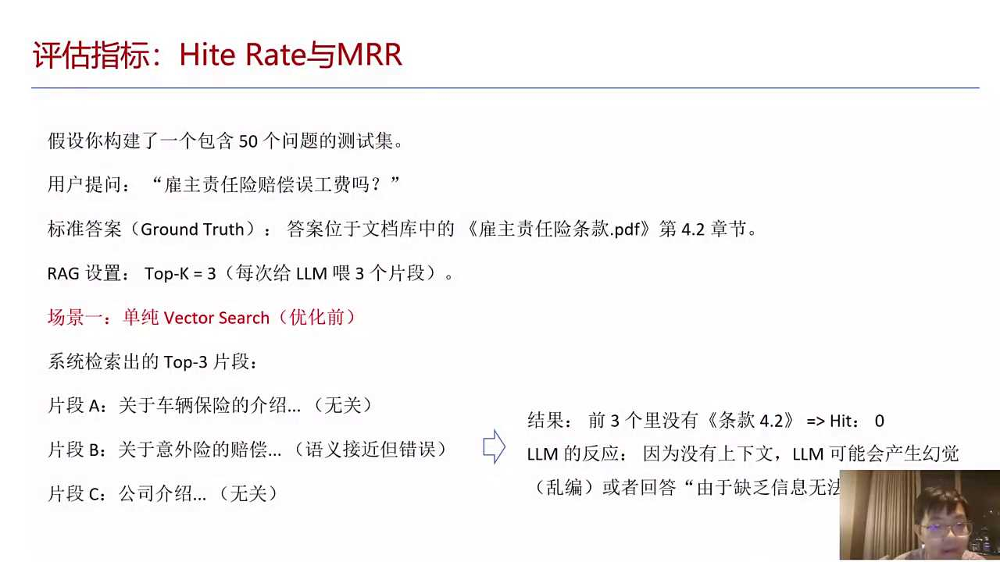 评估指标：Hite Rate与MRR
假设你构建了一个包含 50 个问题的测试集。
用户提问： “雇主责任险赔偿误工费吗？”
标准答案（Ground Truth）： 答案位于文档库中的 《雇主责任险条款.pdf》第 4.2 章节。
RAG 设置： Top-K = 3（每次给 LLM 喂 3 个片段）。
场景一：单纯 Vector Search（优化前）
系统检索出的 Top-3 片段：
片段 A：关于车辆保险的介绍...（无关）
片段 B：关于意外险的赔偿...（语义接近但错误）
片段 C：公司介绍...（无关）
结果： 前 3 个里没有《条款 4.2》 => Hit： 0
LLM 的反应： 因为没有上下文，LLM 可能会产生幻觉
（乱编）或者回答“由于缺乏信息无法